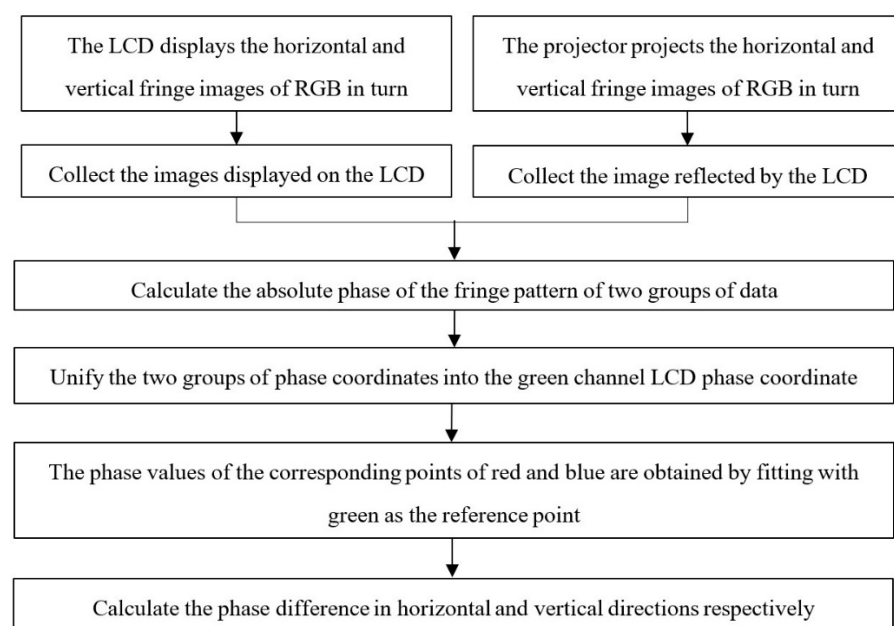 The LCD displays the horizontal and
vertical fringe images of RGB in turn
The projector projects the horizontal and
vertical fringe images of RGB in turn
Collect the images displayed on the LCD
Collect the image reflected by the LCD
Calculate the absolute phase of the fringe pattern of two groups of data
Unify the two groups of phase coordinates into the green channel LCD phase coordinate
The phase values of the corresponding points of red and blue are obtained by fitting with
green as the reference point
Calculate the phase difference in horizontal and vertical directions respectively